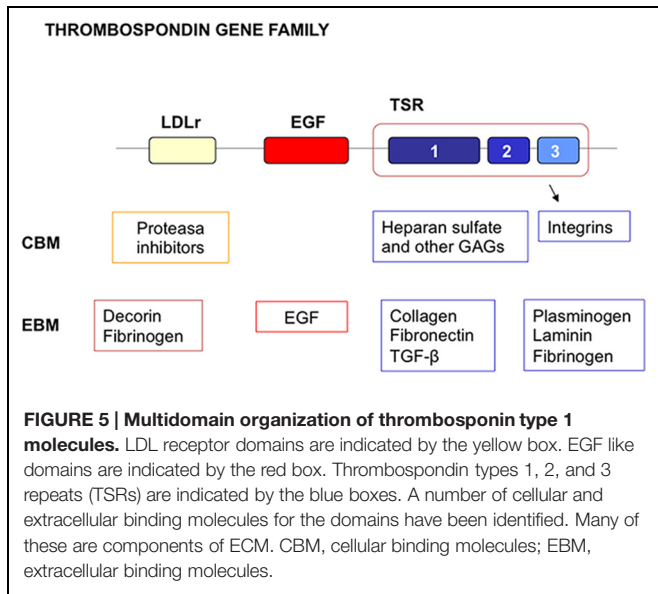 THROMBOSPONDIN GENE FAMILY
TSR
LDLr
EGF
1
2
3
CBM
Proteasa
inhibitors
Heparan sulfate
and other GAGs
Integrins
EBM
Decorin
Fibrinogen
EGF
Collagen
Fibronectin
TGF-β
Plasminogen
Laminin
Fibrinogen
FIGURE 5 | Multidomain organization of thrombosponin type 1
molecules. LDL receptor domains are indicated by the yellow box. EGF like
domains are indicated by the red box. Thrombospondin types 1, 2, and 3
repeats (TSRs) are indicated by the blue boxes. A number of cellular and
extracellular binding molecules for the domains have been identified. Many of
these are components of ECM. CBM, cellular binding molecules; EBM,
extracellular binding molecules.